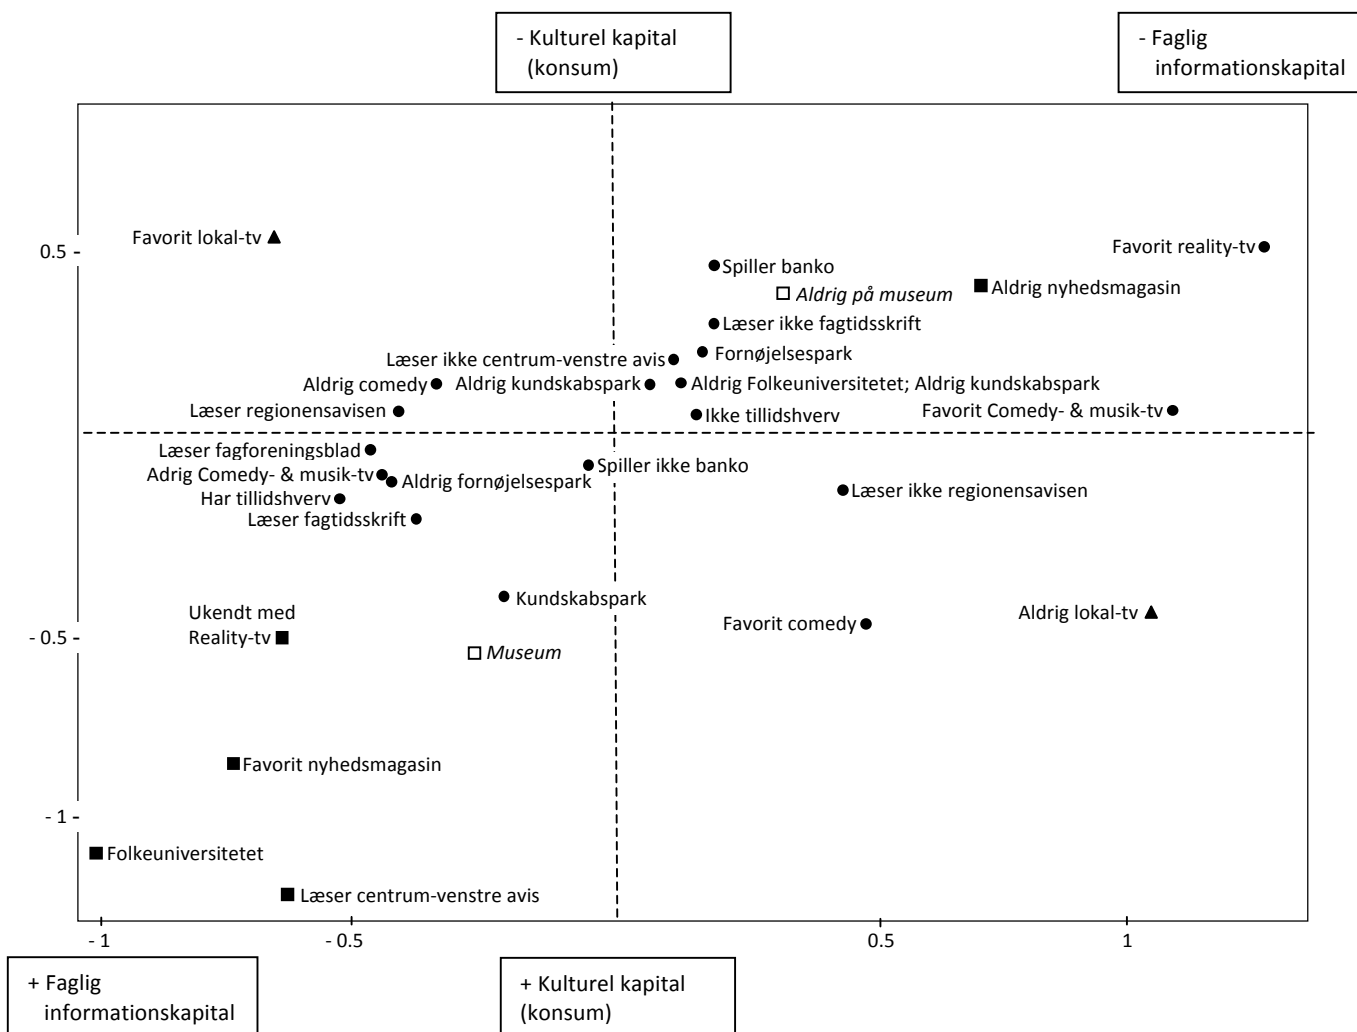 - Kulturel kapital
(konsum)
- Faglig
informationskapital
Favorit lokal-tv
0.5 -
Favorit reality-tv
Spiller banko
Aldrig på museum
Aldrig nyhedsmagasin
Læser ikke fagtidsskrift
Fornøjelsespark
Læser ikke centrum-venstre avis
Aldrig comedy
Aldrig kundskabspark
Aldrig Folkeuniversitetet; Aldrig kundskabspark
Læser regionensavisen
Ikke tillidshverv
Favorit Comedy- & musik-tv
Læser fagforeningsblad
Spiller ikke banko
Adrig Comedy- & musik-tv
Aldrig fornøjelsespark
Læser ikke regionensavisen
Har tillidshverv
Læser fagtidsskrift
Kundskabspark
Ukendt med
Reality-tv
- 0.5 -
Favorit comedy
Aldrig lokal-tv
Museum
Favorit nyhedsmagasin
- 1 -
Folkeuniversitetet
Læser centrum-venstre avis
- 1
- 0.5
0.5
1
+ Faglig
informationskapital
+ Kulturel kapital
(konsum)